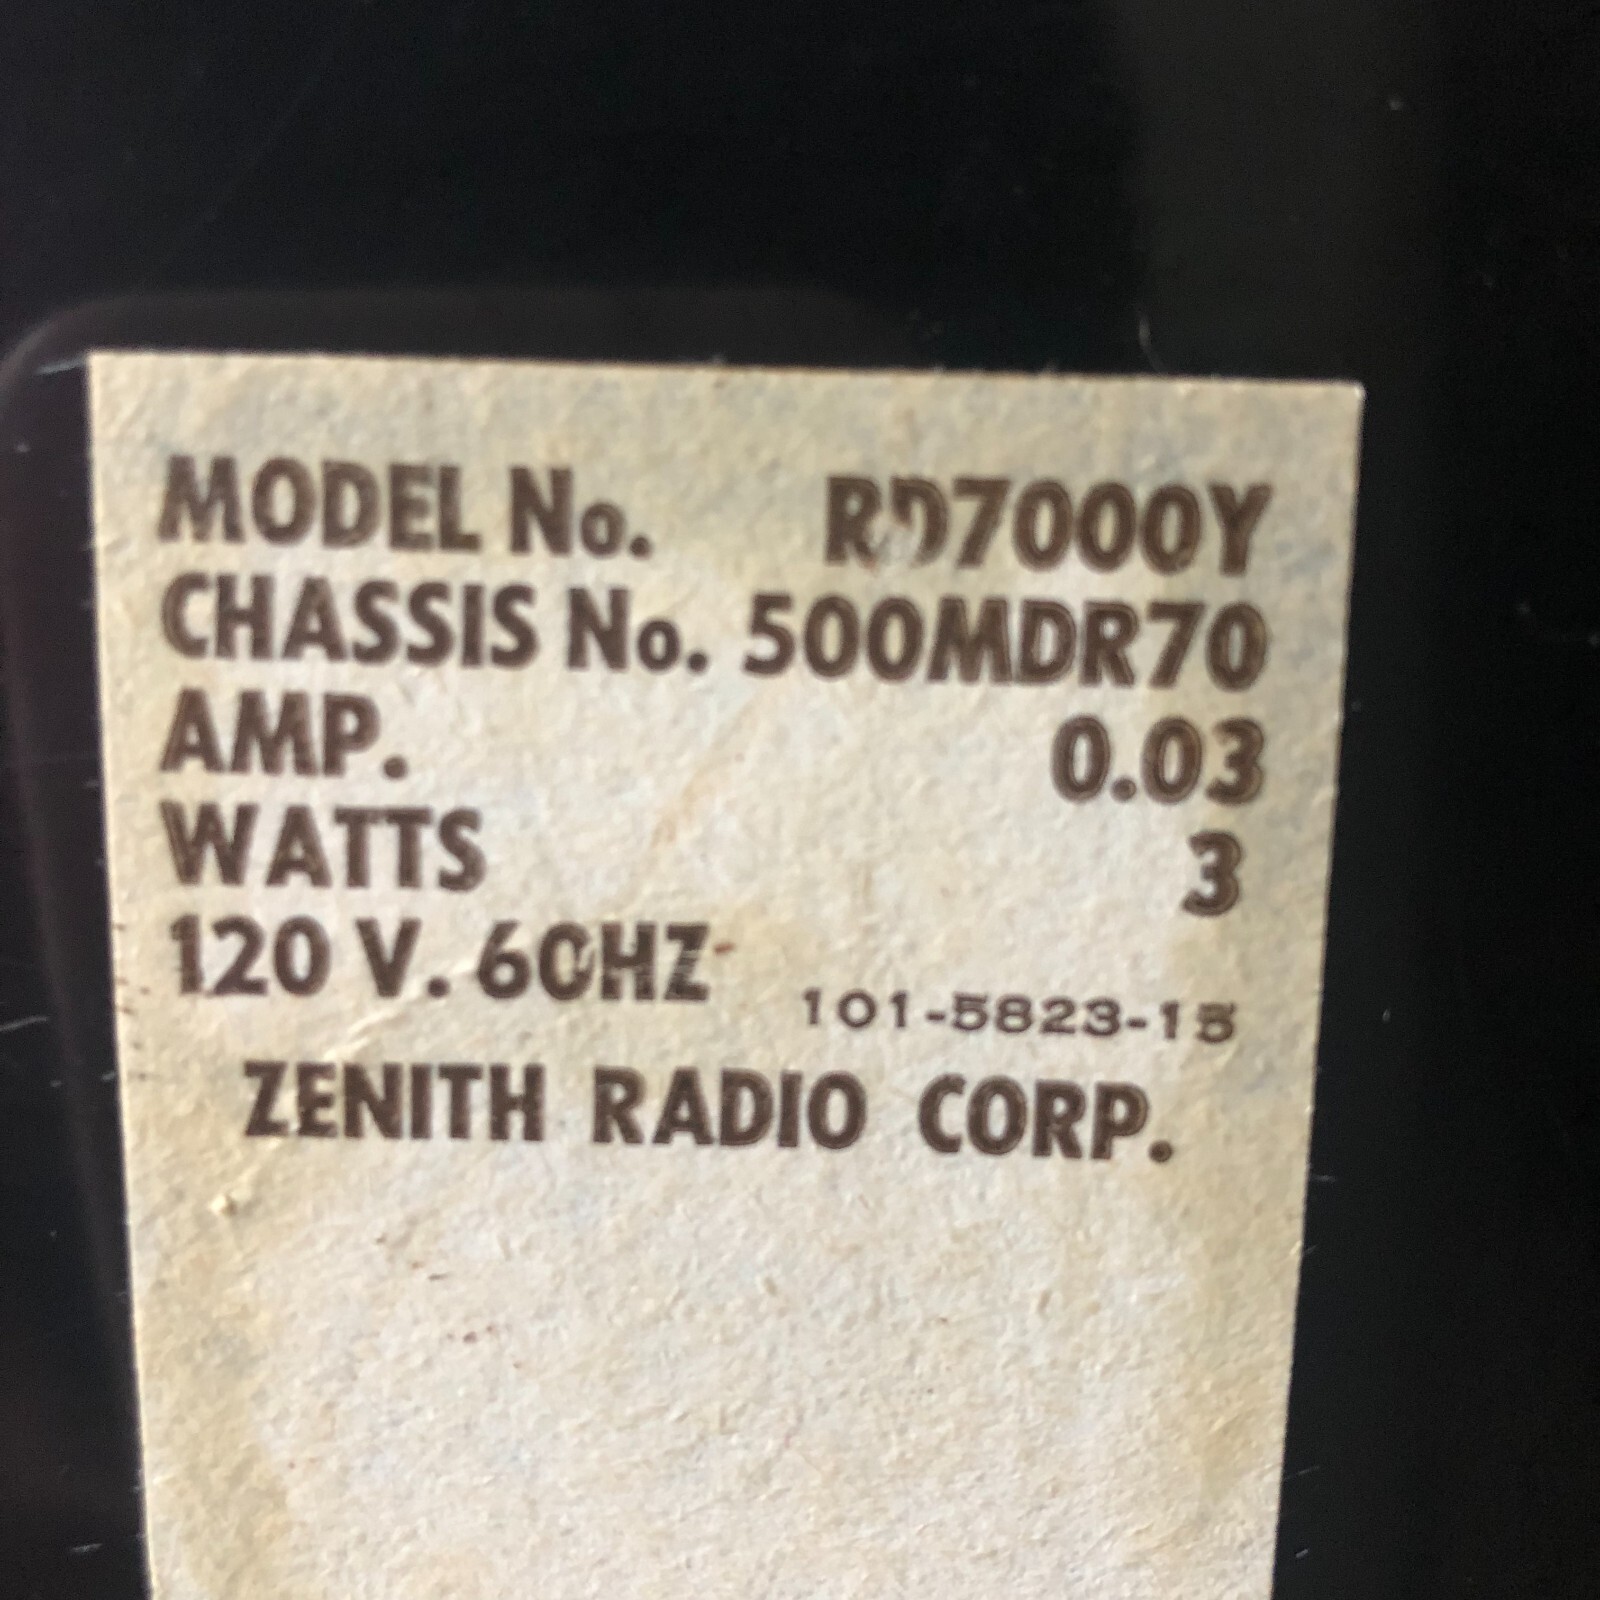 MODEL No. RD7000Y
CHASSIS No. 500MDR70
AMP. 0.03
WATTS 3
120 V. 60HZ 101-5823-15
ZENITH RADIO CORP.